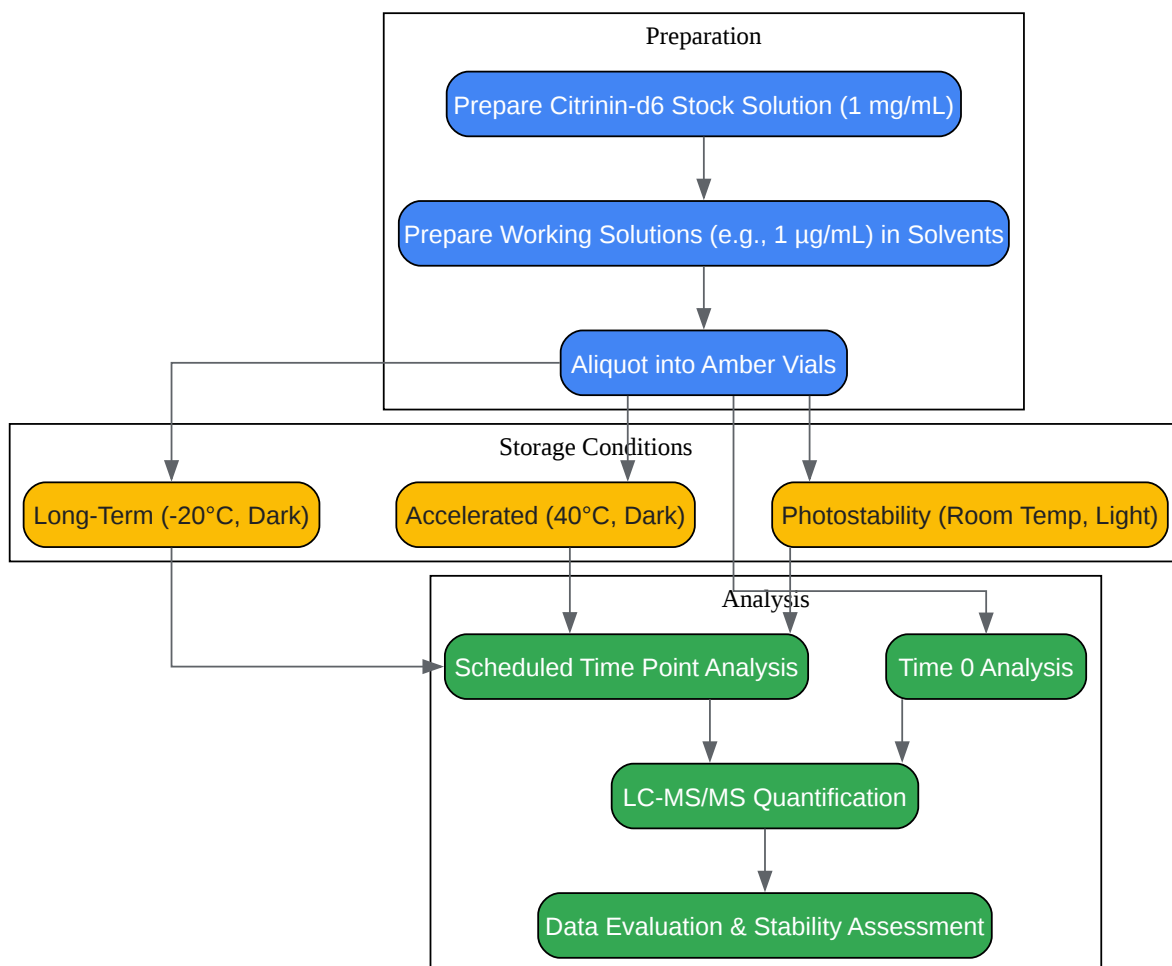 Preparation
Prepare Citrinin-d6 Stock Solution (1 mg/mL)
Prepare Working Solutions (e.g., 1 µg/mL) in Solvents
Aliquot into Amber Vials
Storage Conditions
Long-Term (-20°C, Dark)
Accelerated (40°C, Dark)
Photostability (Room Temp, Light)
Analysis
Scheduled Time Point Analysis
Time 0 Analysis
LC-MS/MS Quantification
Data Evaluation & Stability Assessment